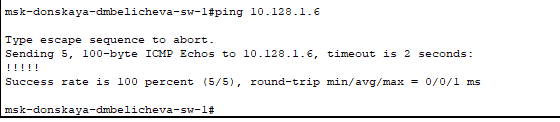 msk-donskaya-dmbelicheva-sw-1#ping 10.128.1.6
Type escape sequence to abort.
Sending 5, 100-byte ICMP Echos to 10.128.1.6, timeout is 2 seconds:
!!!!!
Success rate is 100 percent (5/5), round-trip min/avg/max = 0/0/1 ms
msk-donskaya-dmbelicheva-sw-1#